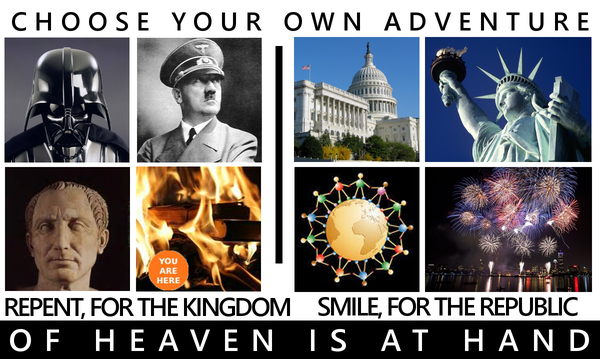 CHOOSE YOUR OWN ADVENTURE
YOU
ARE
HERE
REPENT, FOR THE KINGDOM
SMILE, FOR THE REPUBLIC
OF HEAVEN IS AT HAND